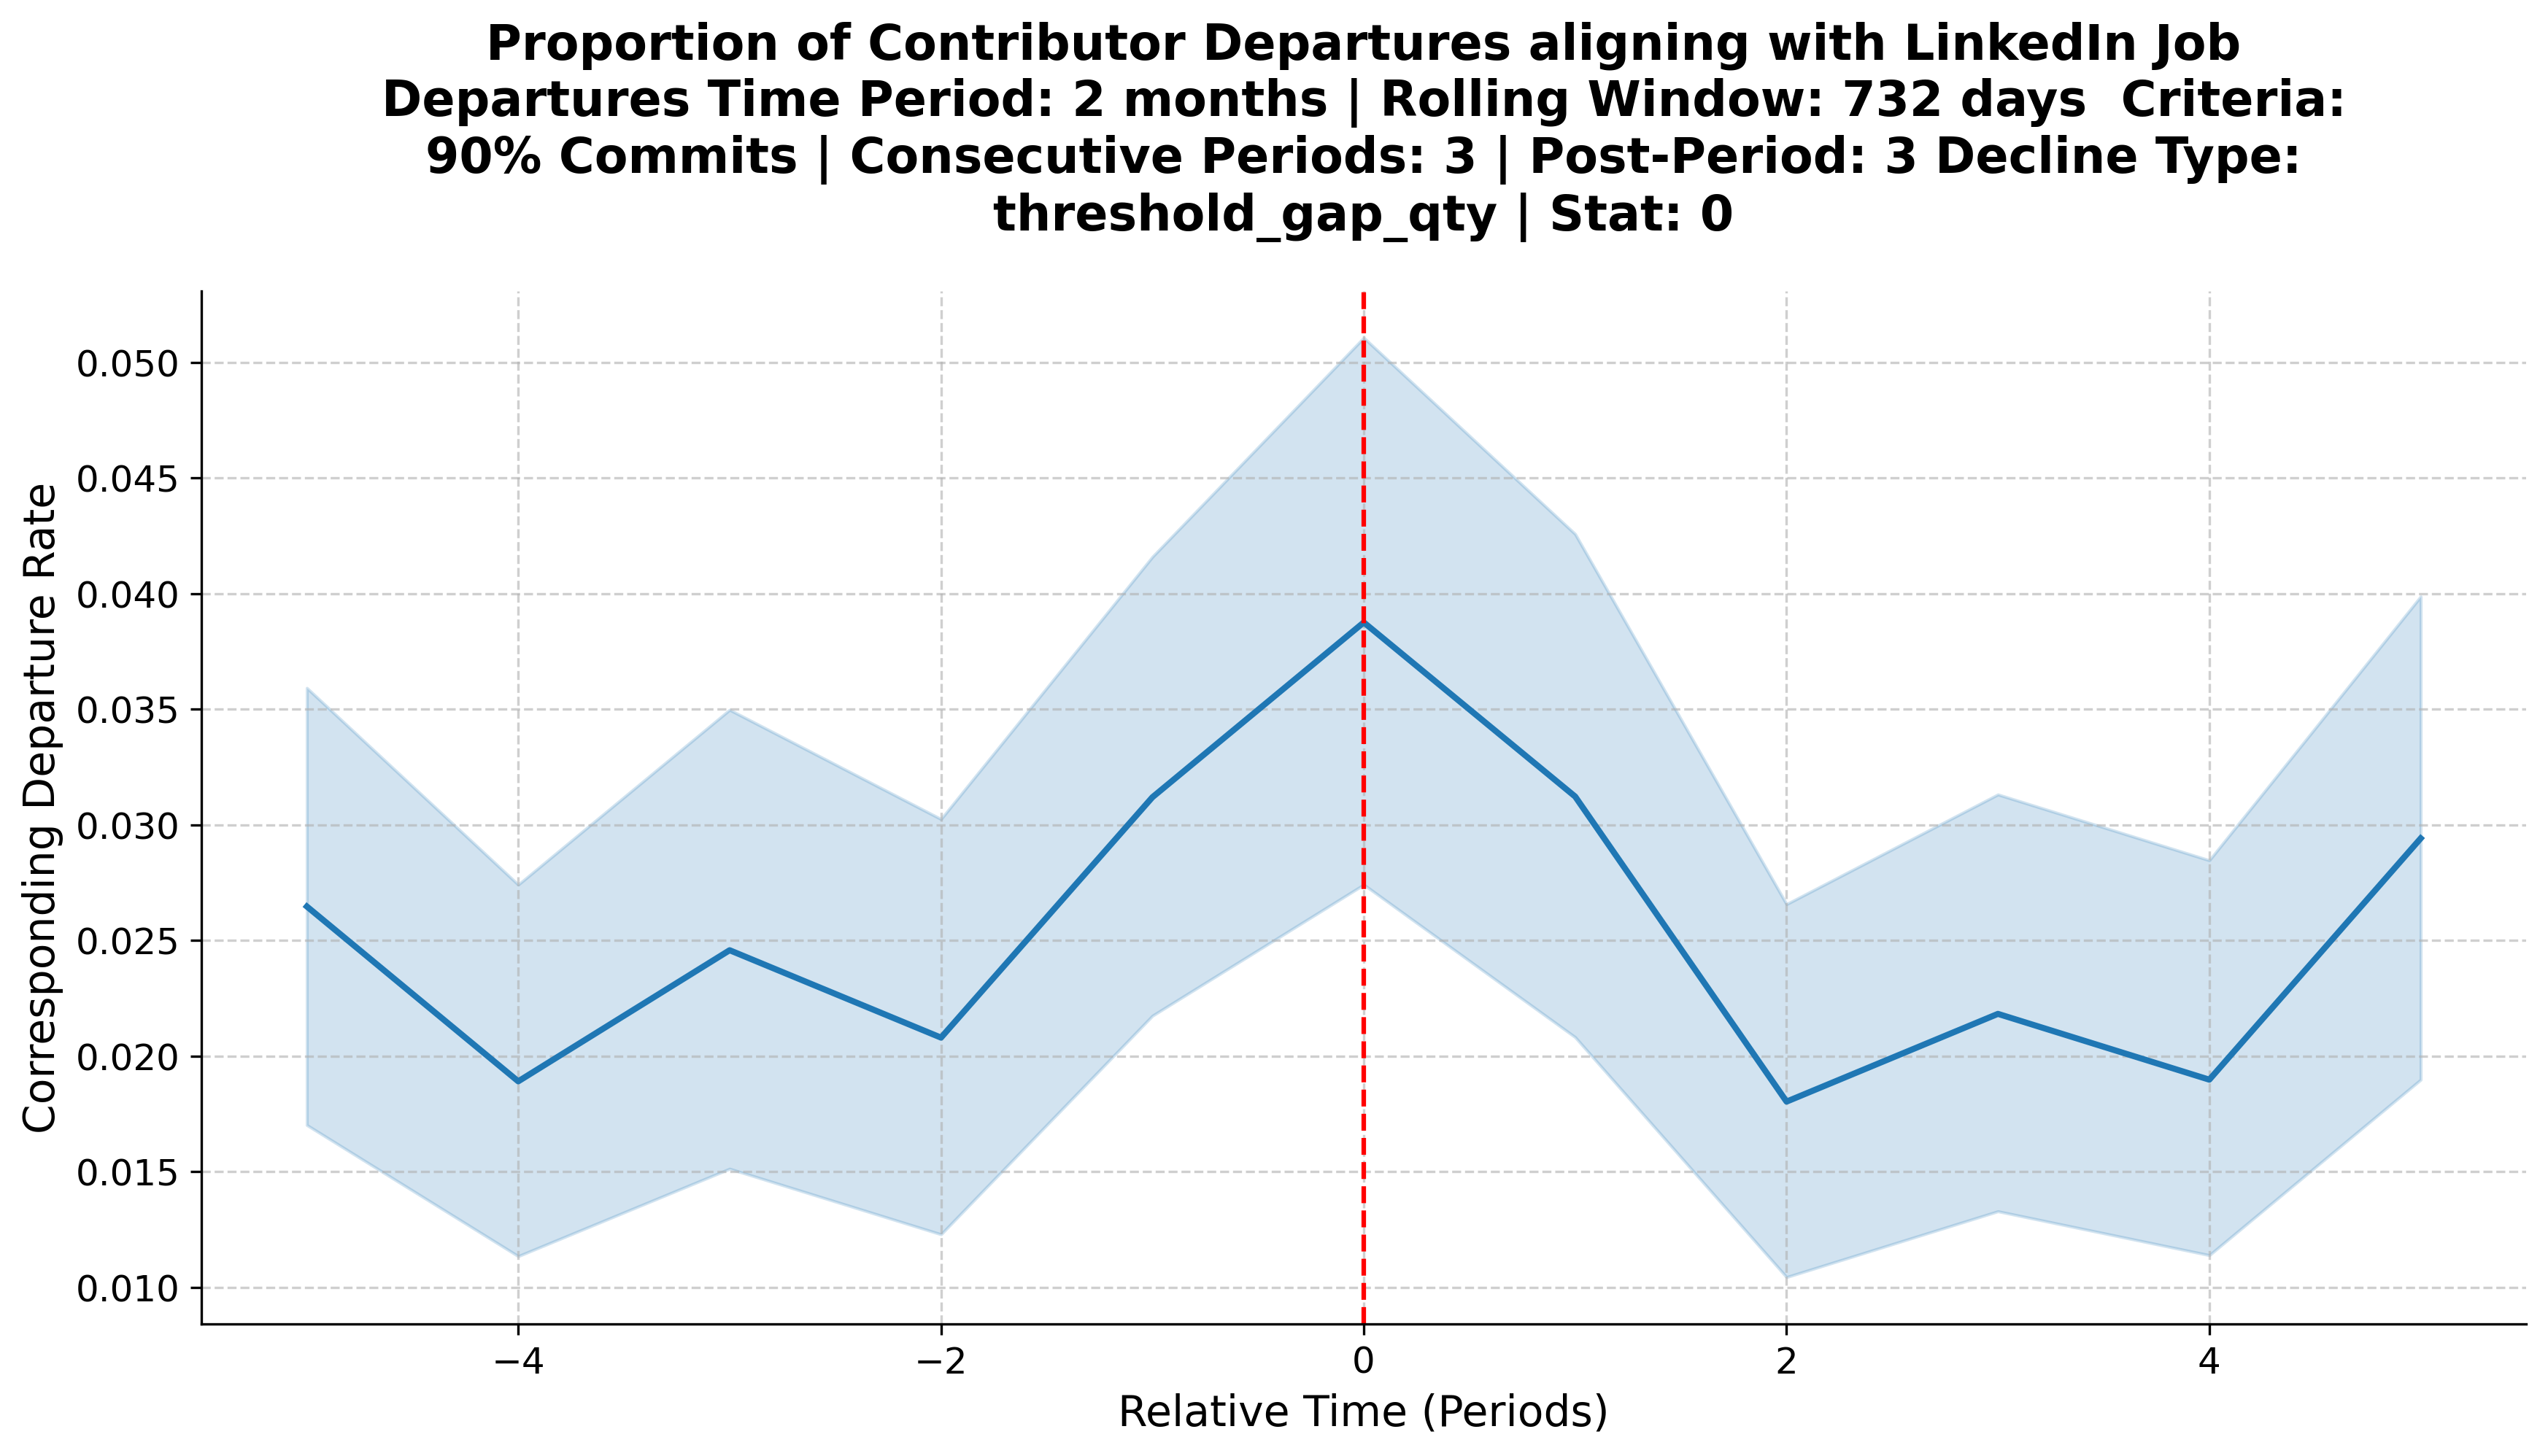 Proportion of Contributor Departures aligning with LinkedIn Job
Departures Time Period: 2 months | Rolling Window: 732 days  Criteria:
90% Commits | Consecutive Periods: 3 | Post-Period: 3 Decline Type:
threshold_gap_qty | Stat: 0
Corresponding Departure Rate
0.050
0.045
0.040
0.035
0.030
0.025
0.020
0.015
0.010
−4
−2
0
2
4
Relative Time (Periods)